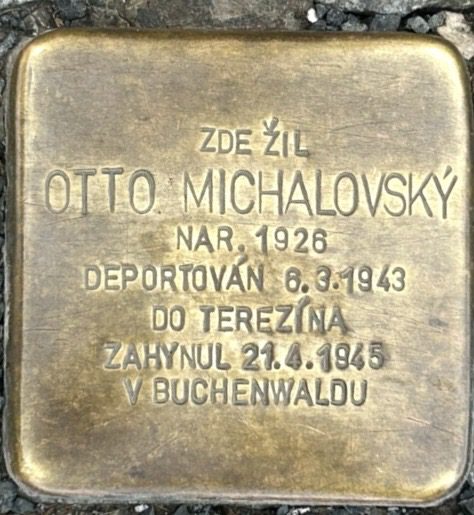 ZDE ŽIL
OTTO MICHALOVSKÝ
NAR. 1926
DEPORTOVÁN 6.3.1943
DO TEREZÍNA
ZAHYNUL 21.4.1945
V BUCHENWALDU